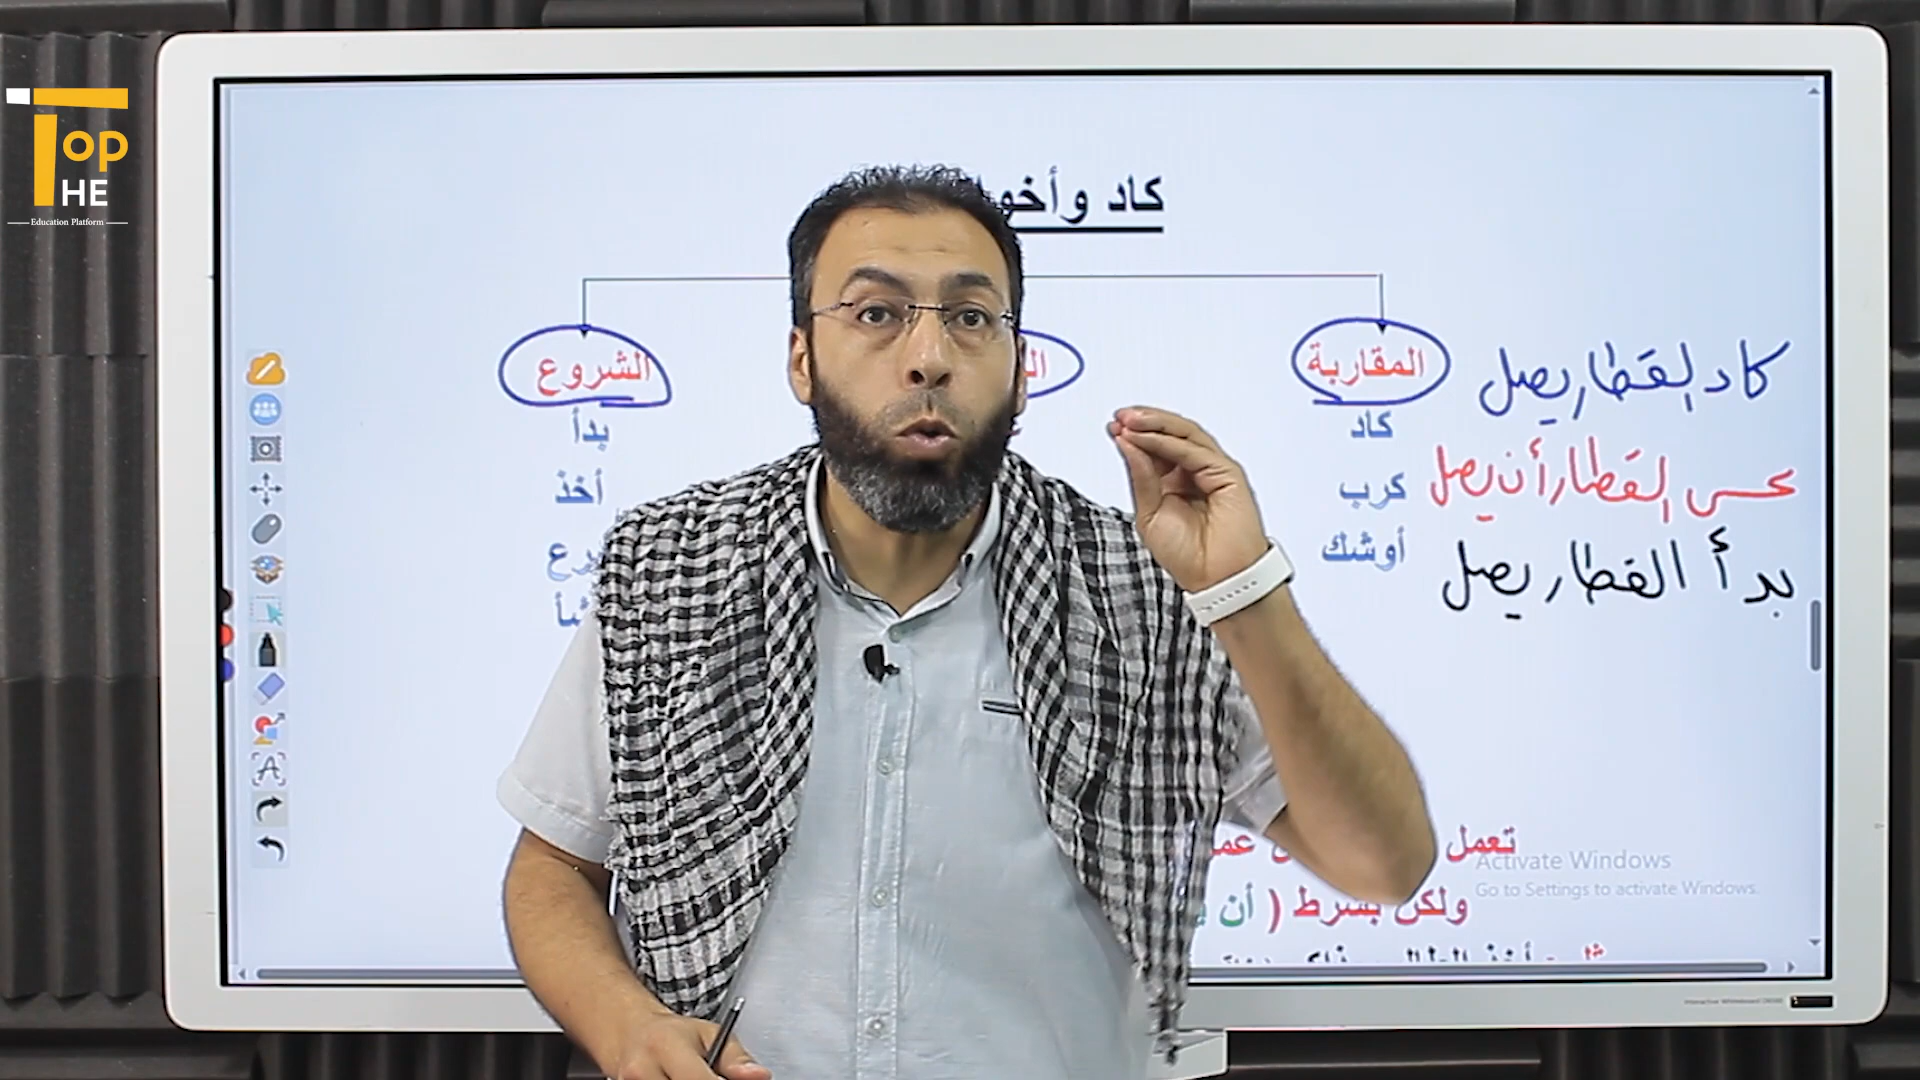 Top
HE
Education Platform
كاد وأخو
المقاربة
الشروع
كاد
كرب
أوشك
بدأ
أخذ
كاد القطار يصل
عسى القطار أن يصل
بدأ القطار يصل
تعمل
ولكن بشرط ( أن
Activate Windows
Go to Settings to activate Windows.